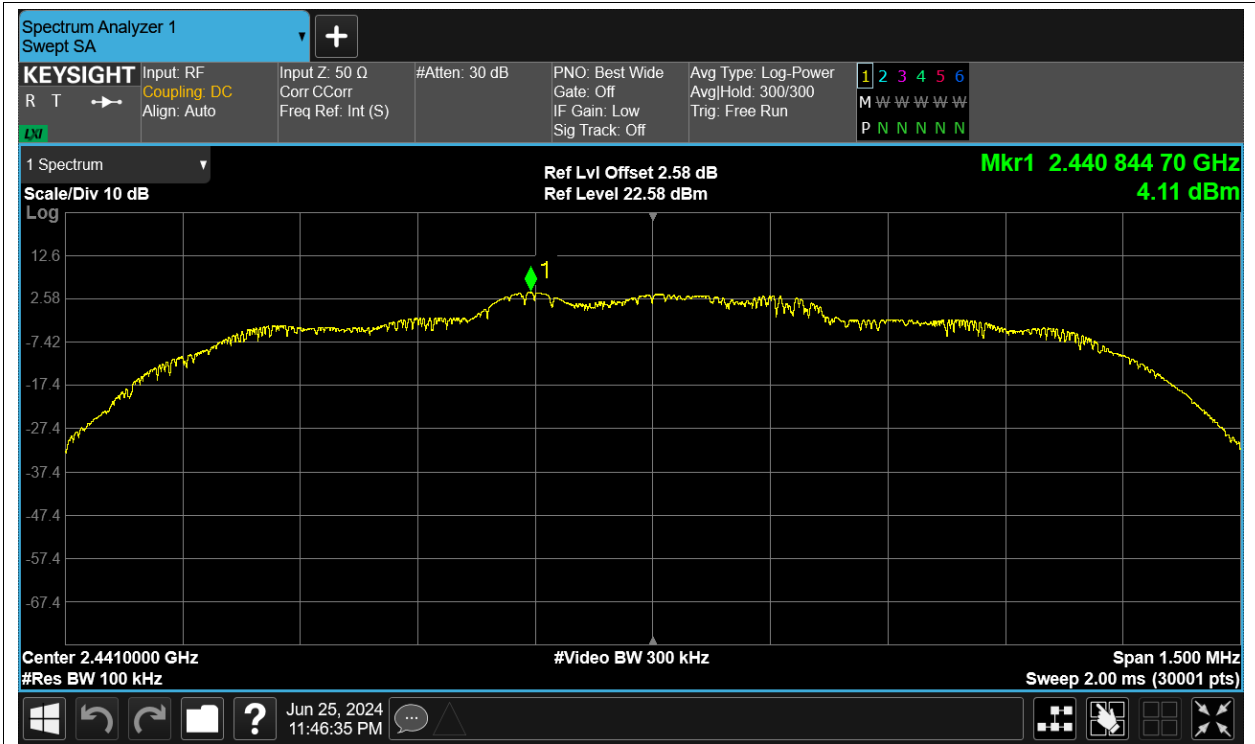 Spectrum Analyzer 1
Swept SA
+
KEYSIGHT
R T
LXI
Input: RF
Coupling: DC
Align: Auto
Input Z: 50 Ω
Corr CCorr
Freq Ref: Int (S)
#Atten: 30 dB
PNO: Best Wide
Gate: Off
IF Gain: Low
Sig Track: Off
Avg Type: Log-Power
Avg|Hold: 300/300
Trig: Free Run
1 2 3 4 5 6
M W W W W W
P N N N N N
1 Spectrum
Scale/Div 10 dB
Log
Ref Lvl Offset 2.58 dB
Ref Level 22.58 dBm
Mkr1 2.440 844 70 GHz
4.11 dBm
12.6
2.58
-7.42
-17.4
-27.4
-37.4
-47.4
-57.4
-67.4
1
Center 2.4410000 GHz
#Res BW 100 kHz
#Video BW 300 kHz
Span 1.500 MHz
Sweep 2.00 ms (30001 pts)
?
Jun 25, 2024
11:46:35 PM